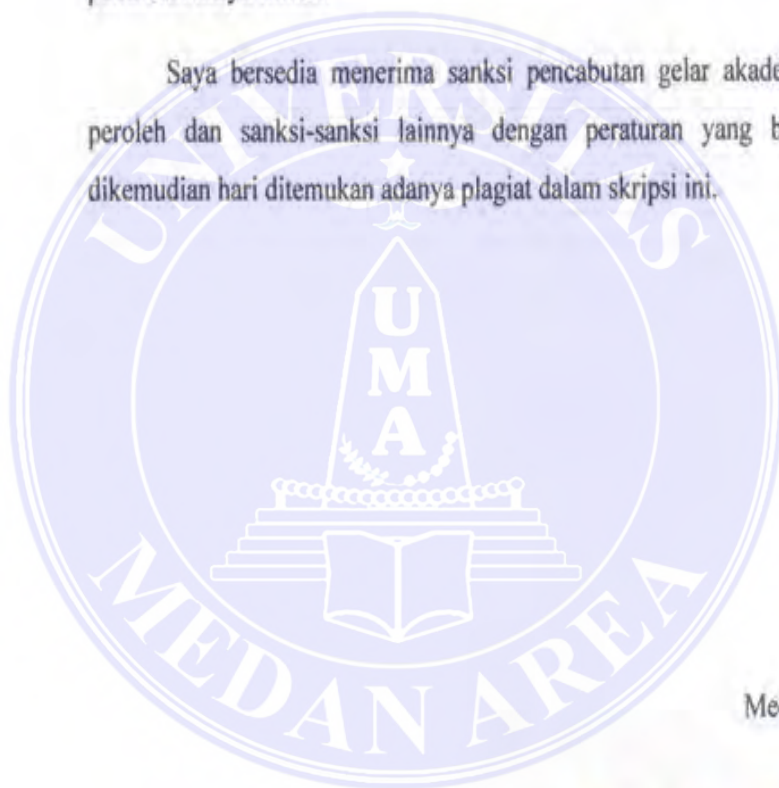 Saya bersedia menerima sanksi pencabutan gelar akade
peroleh dan sanksi-sanksi lainnya dengan peraturan yang b
dikemudian hari ditemukan adanya plagiat dalam skripsi ini.
UNIVERSITAS
U
M
A
MEDAN AREA
Me